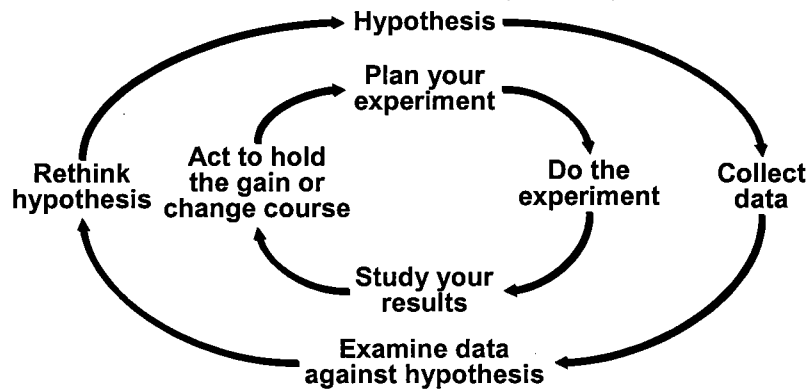 Hypothesis
Plan your
experiment
Rethink
hypothesis
Act to hold
the gain or
change course
Do the
experiment
Collect
data
Study your
results
Examine data
against hypothesis